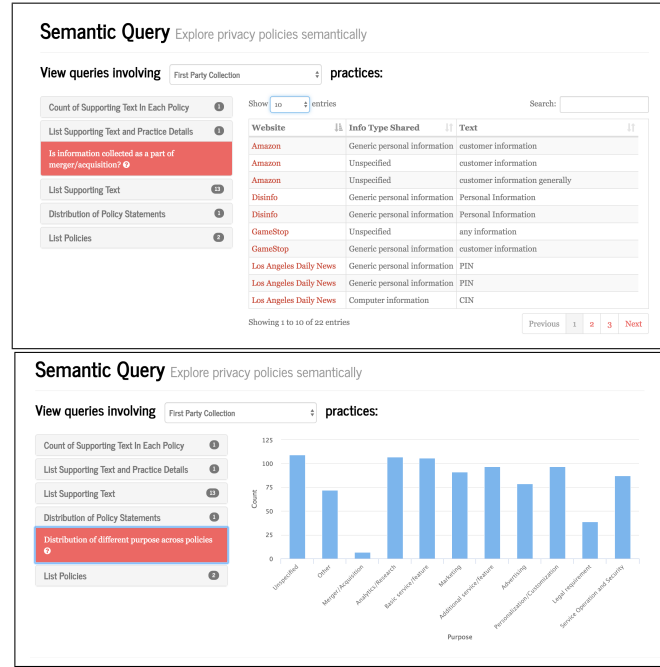 Semantic Query Explore privacy policies semantically
View queries involving First Party Collection practices:
Count of Supporting Text In Each Policy 1
List Supporting Text and Practice Details 1
Is information collected as a part of
merger/acquisition?
List Supporting Text 13
Distribution of Policy Statements 1
List Policies 2
Show 10 entries Search:
Website Info Type Shared Text
Amazon Generic personal information customer information
Amazon Unspecified customer information
Amazon Unspecified customer information generally
Disinfo Generic personal information Personal Information
Disinfo Generic personal information Personal Information
GameStop Unspecified any information
GameStop Generic personal information customer information
Los Angeles Daily News Generic personal information PIN
Los Angeles Daily News Generic personal information PIN
Los Angeles Daily News Computer information CIN
Showing 1 to 10 of 22 entries Previous 1 2 3 Next
Semantic Query Explore privacy policies semantically
View queries involving First Party Collection practices:
Count of Supporting Text In Each Policy 1
List Supporting Text and Practice Details 1
List Supporting Text 13
Distribution of Policy Statements 1
Distribution of different purpose across policies
List Policies 2
125
100
75
50
25
0
Count
Unspecified
Other
Merger/Acquisition
Analytics/Research
Basic service/feature
Marketing
Additional service/feature
Advertising
Personalization/Customization
Legal requirement
Service Operation and Security
Purpose